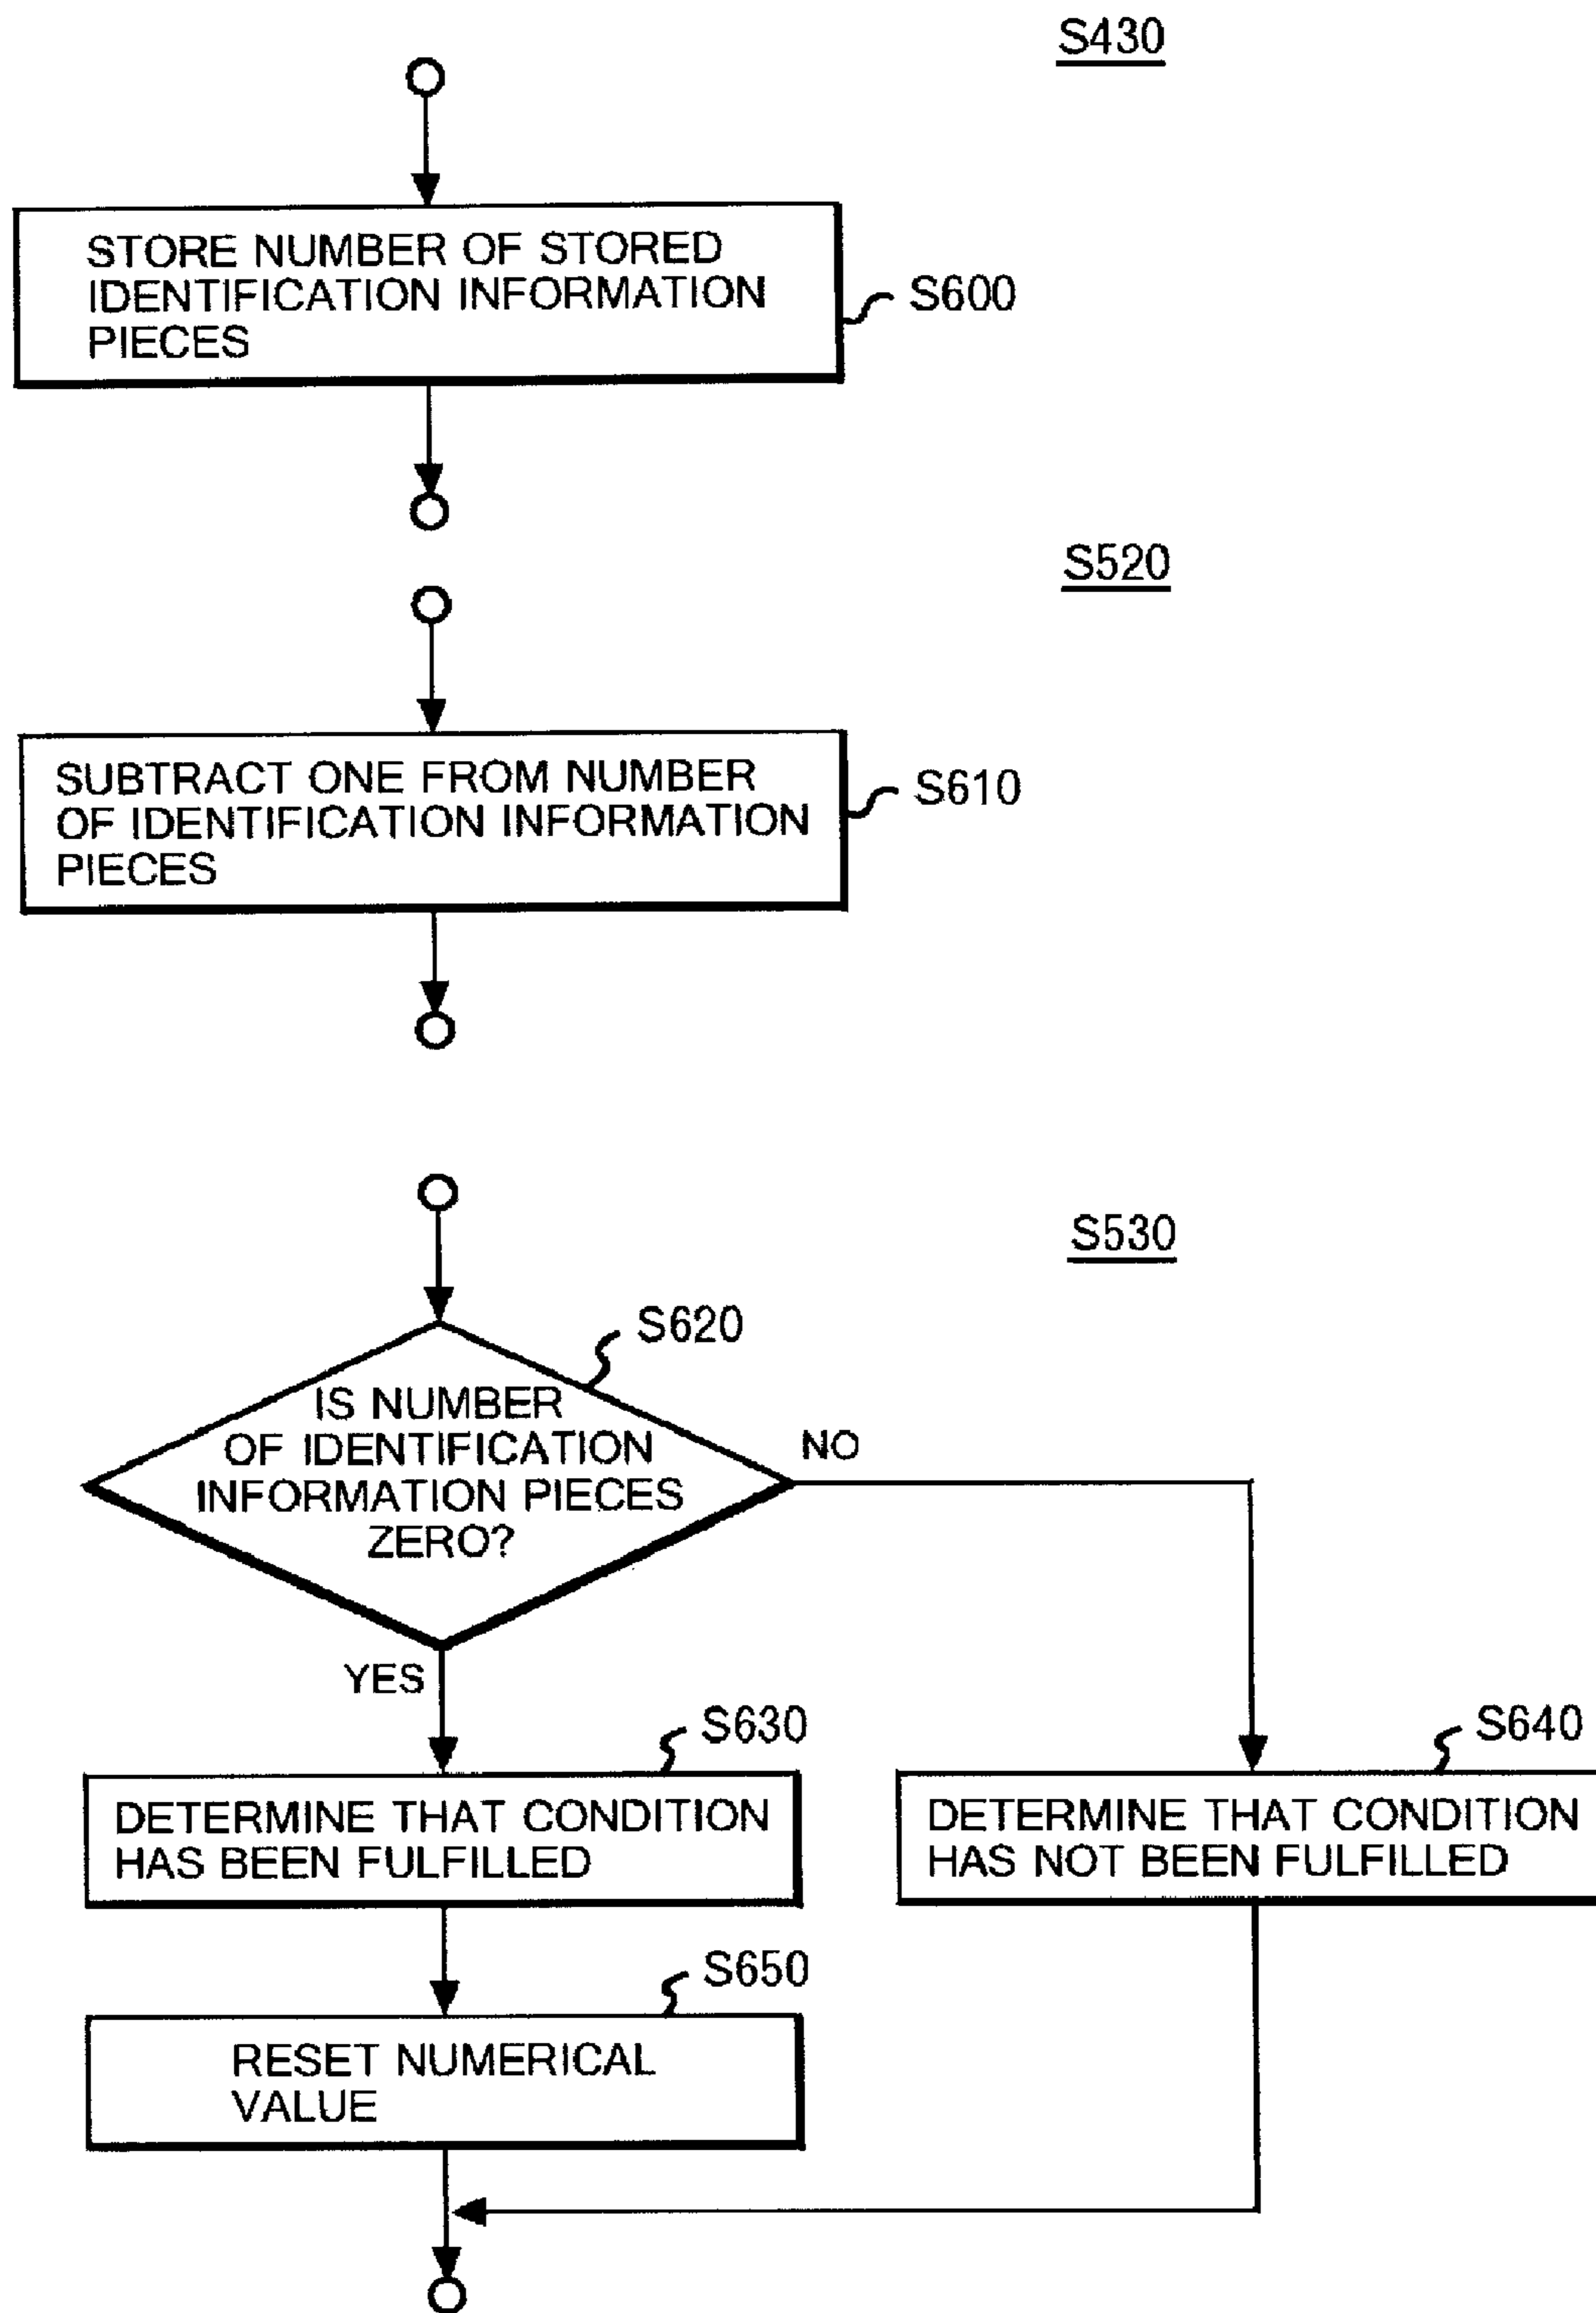 S430
STORE NUMBER OF STORED
IDENTIFICATION INFORMATION
PIECES
S600
S520
SUBTRACT ONE FROM NUMBER
OF IDENTIFICATION INFORMATION
PIECES
S610
S530
S620
IS NUMBER
OF IDENTIFICATION
INFORMATION PIECES
ZERO?
NO
YES
S630
DETERMINE THAT CONDITION
HAS BEEN FULFILLED
S640
DETERMINE THAT CONDITION
HAS NOT BEEN FULFILLED
S650
RESET NUMERICAL
VALUE